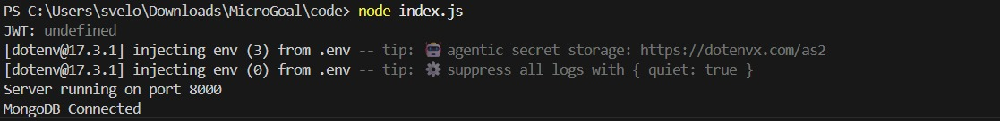 PS C:\Users\svelo\Downloads\MicroGoal\code> node index.js
JWT: undefined
[dotenv@17.3.1] injecting env (3) from .env -- tip: 🤖 agentic secret storage: https://dotenvx.com/as2
[dotenv@17.3.1] injecting env (0) from .env -- tip: ⚙️ suppress all logs with { quiet: true }
Server running on port 8000
MongoDB Connected